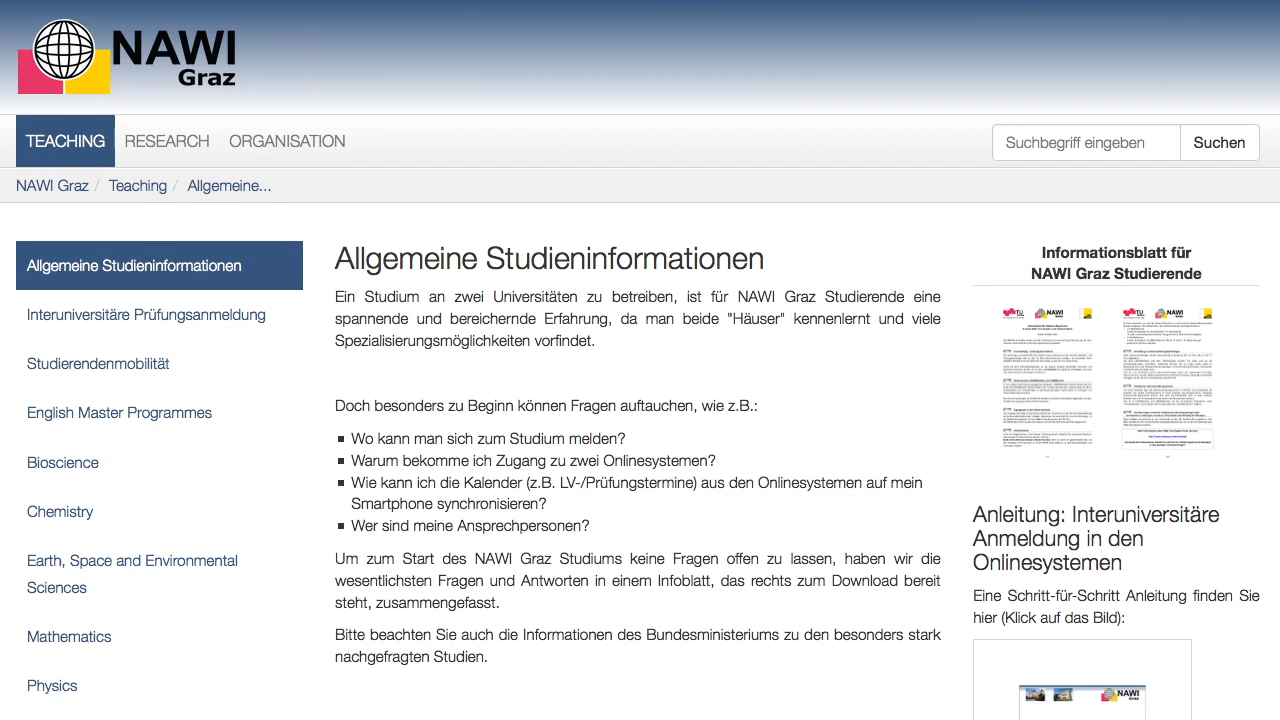 NAWI
Graz
TEACHING
RESEARCH
ORGANISATION
Suchbegriff eingeben
Suchen
NAWI Graz / Teaching / Allgemeine...
Allgemeine Studieninformationen
Interuniversitäre Prüfungsanmeldung
Studierendenmobilität
English Master Programmes
Bioscience
Chemistry
Earth, Space and Environmental
Sciences
Mathematics
Physics
Allgemeine Studieninformationen
Ein Studium an zwei Universitäten zu betreiben, ist für NAWI Graz Studierende eine
spannende und bereichernde Erfahrung, da man beide "Häuser" kennenlernt und viele
Spezialisierungsmöglichkeiten vorfindet.
Doch besonders zu Beginn können Fragen auftauchen, wie z.B.:
Wo kann man sich zum Studium melden?
Warum bekomme ich Zugang zu zwei Onlinesystemen?
Wie kann ich die Kalender (z.B. LV-/Prüfungstermine) aus den Onlinesystemen auf mein
Smartphone synchronisieren?
Wer sind meine Ansprechpersonen?
Um zum Start des NAWI Graz Studiums keine Fragen offen zu lassen, haben wir die
wesentlichsten Fragen und Antworten in einem Infoblatt, das rechts zum Download bereit
steht, zusammengefasst.
Bitte beachten Sie auch die Informationen des Bundesministeriums zu den besonders stark
nachgefragten Studien.
Informationsblatt für
NAWI Graz Studierende
Anleitung: Interuniversitäre
Anmeldung in den
Onlinesystemen
Eine Schritt-für-Schritt Anleitung finden Sie
hier (Klick auf das Bild):
NAWI
Graz